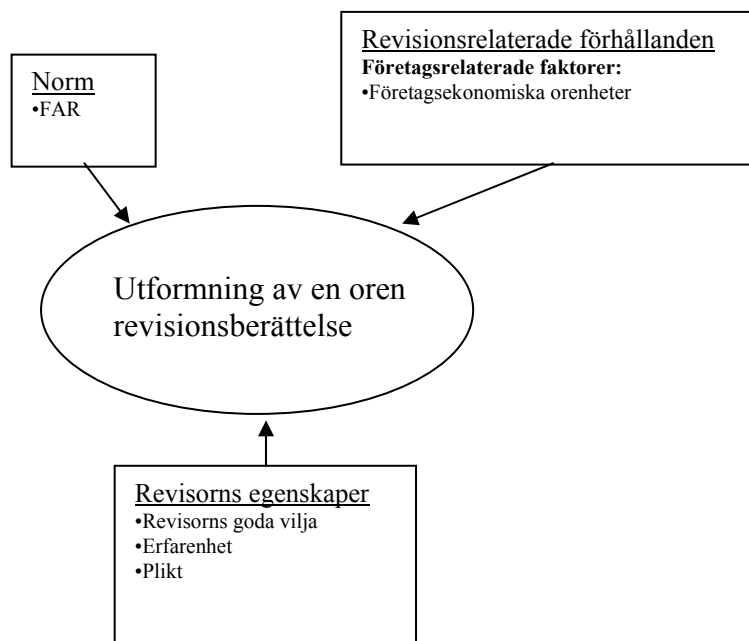 Norm
•FAR
Revisionsrelaterade förhållanden
Företagsrelaterade faktorer:
•Företagsekonomiska orenheter
Utformning av en oren
revisionsberättelse
Revisorns egenskaper
•Revisorns goda vilja
•Erfarenhet
•Plikt